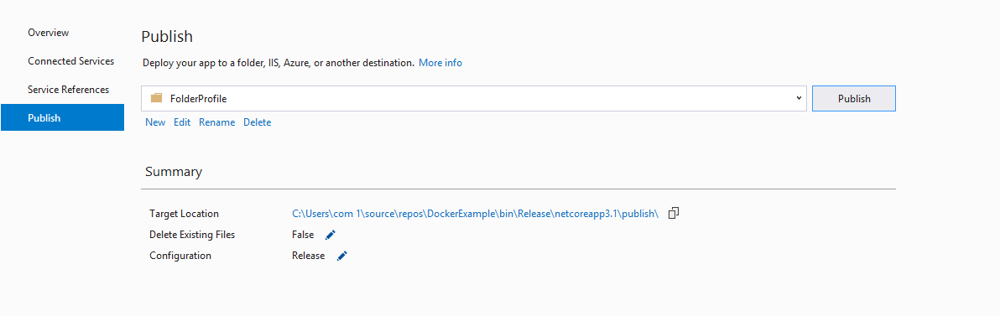 Overview
Connected Services
Service References
Publish
Publish
Deploy your app to a folder, IIS, Azure, or another destination. More info
FolderProfile
Publish
New Edit Rename Delete
Summary
Target Location C:\Users\com 1\source\repos\DockerExample\bin\Release\netcoreapp3.1\publish\
Delete Existing Files False
Configuration Release